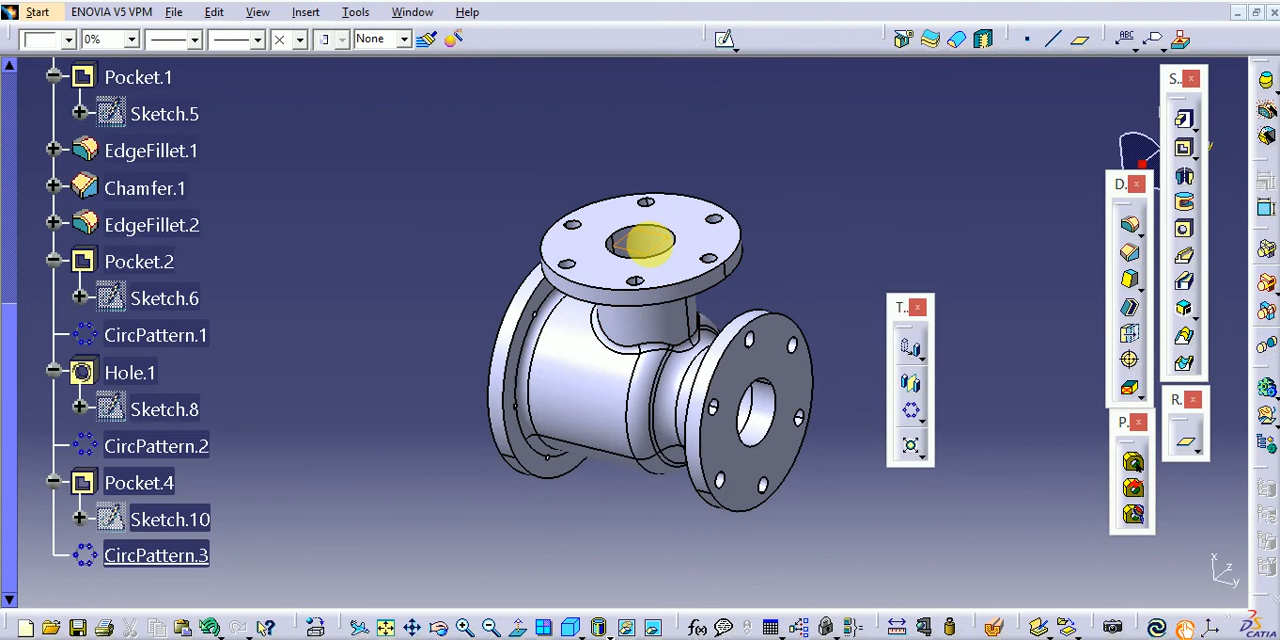 Start ENOVIA V5 VPM File Edit View Insert Tools Window Help
0% None ABC
Pocket.1
Sketch.5
EdgeFillet.1
Chamfer.1
EdgeFillet.2
Pocket.2
Sketch.6
CircPattern.1
Hole.1
Sketch.8
CircPattern.2
Pocket.4
Sketch.10
CircPattern.3
S..
D.
T..
R.
P.
x
z
y
f(x)